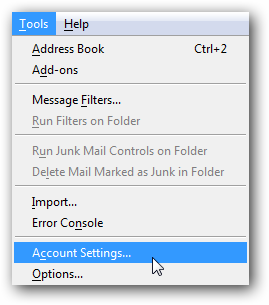 Tools Help
Address Book Ctrl+2
Add-ons
Message Filters...
Run Filters on Folder
Run Junk Mail Controls on Folder
Delete Mail Marked as Junk in Folder
Import...
Error Console
Account Settings...
Options...